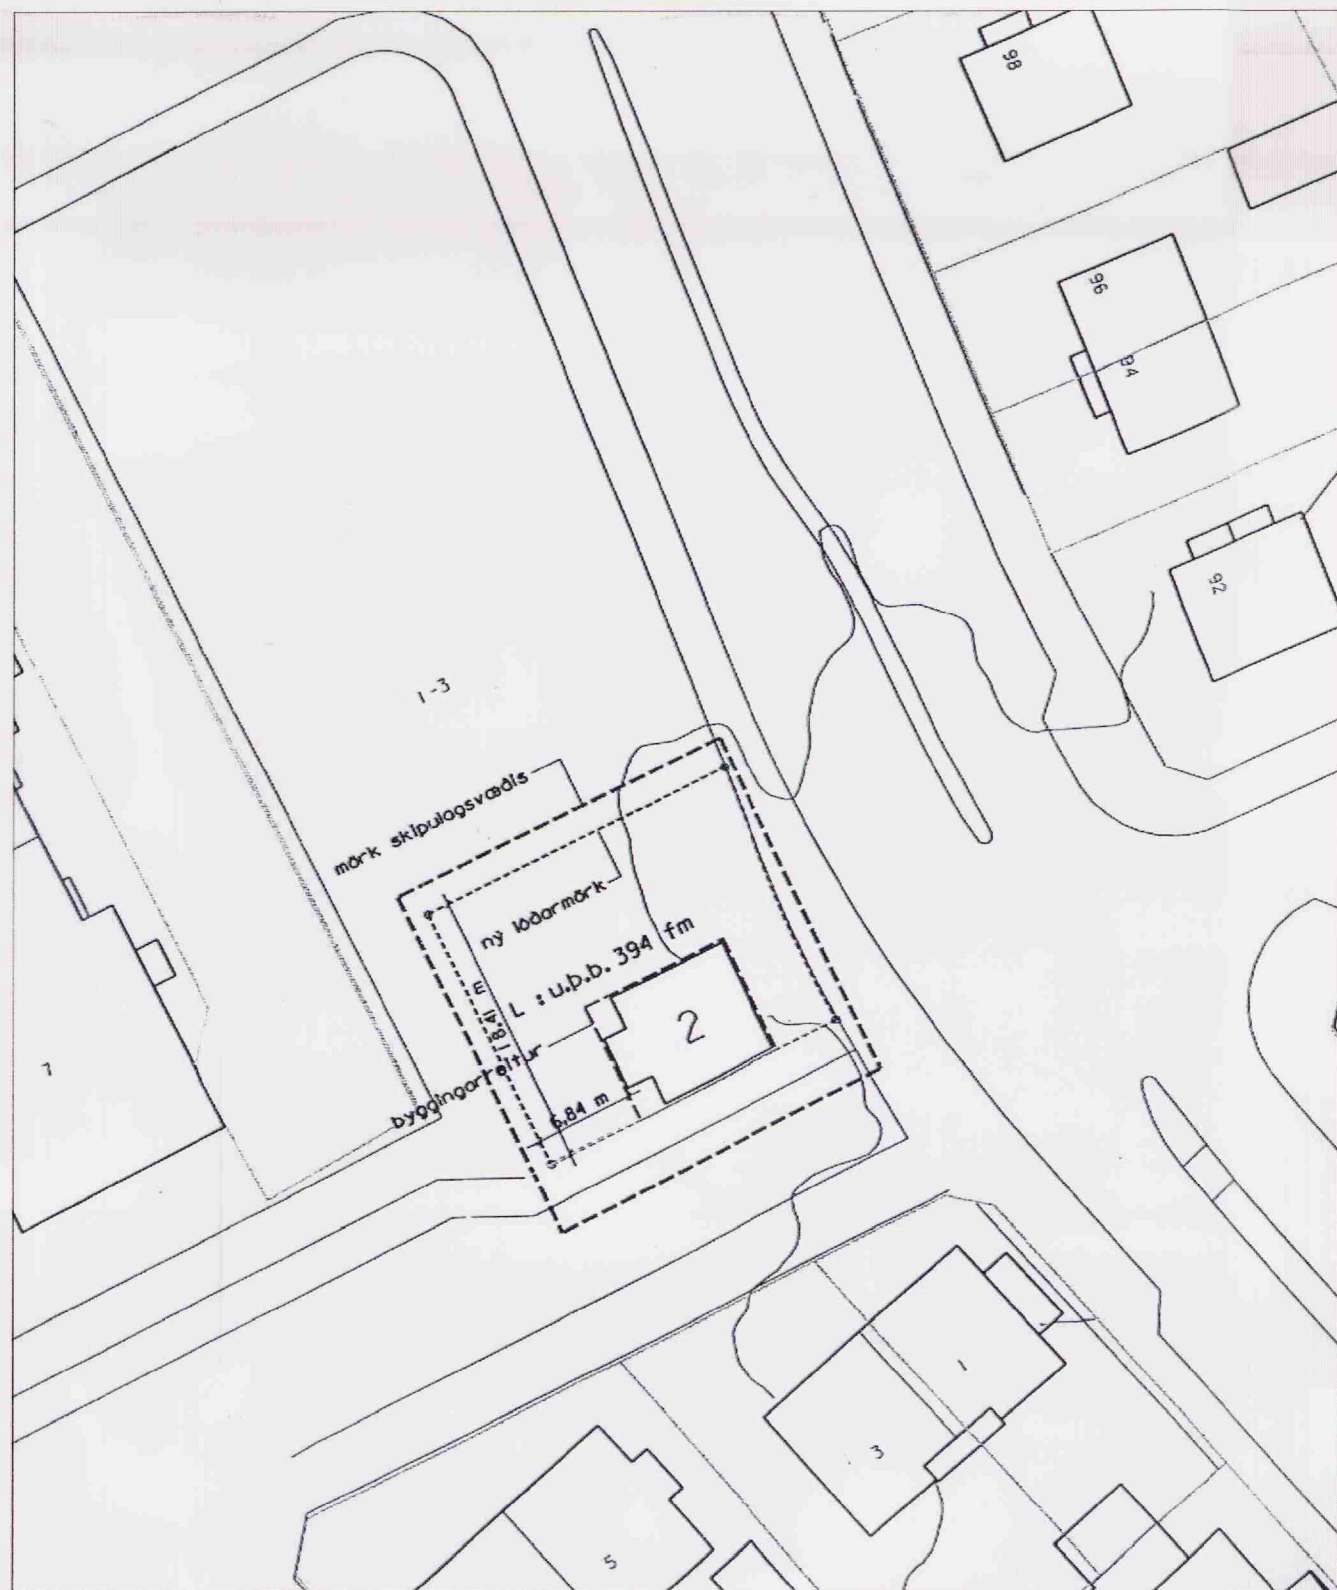 98
96
94
92
1-3
mörk skipulagsvæðis
ný lóðarmörk
L : u.þ.b. 394 fm
18.41 m
2
byggingarreitur
6,84 m
7
1
3
5